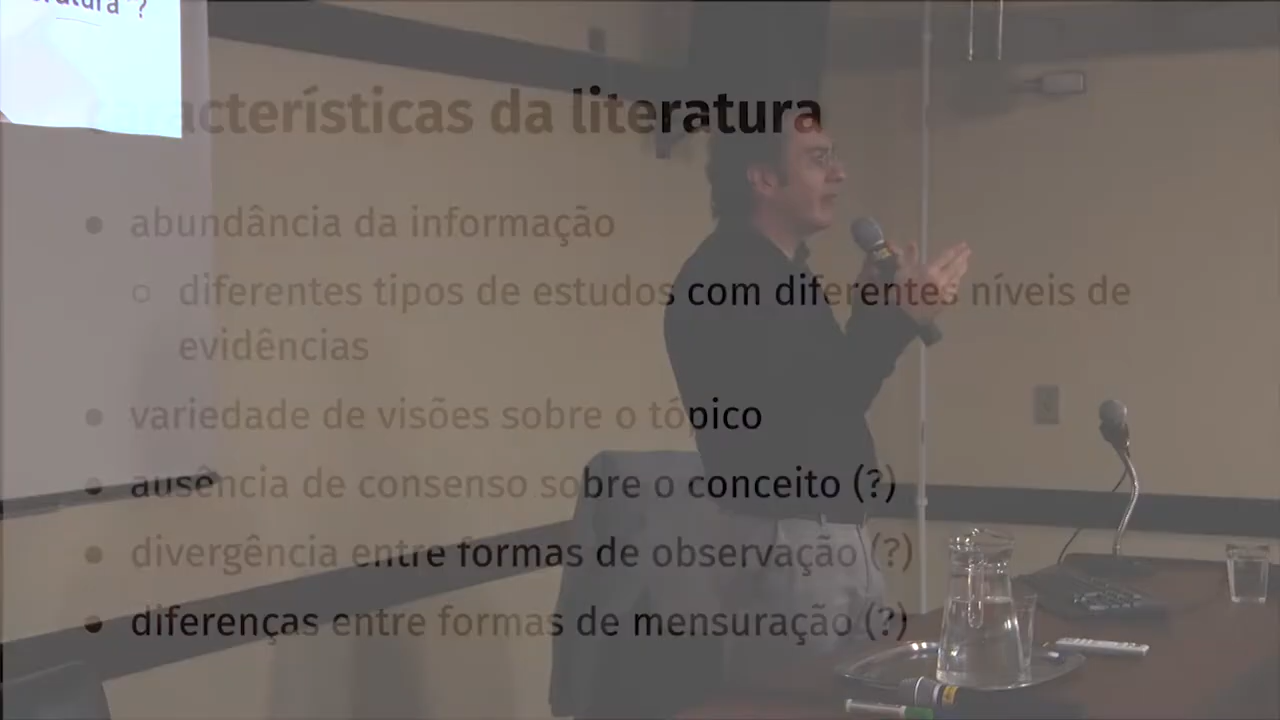 características da literatura
● abundância da informação
○ diferentes tipos de estudos com diferentes níveis de
evidências
● variedade de visões sobre o tópico
● ausência de consenso sobre o conceito (?)
● divergência entre formas de observação (?)
● diferenças entre formas de mensuração (?)